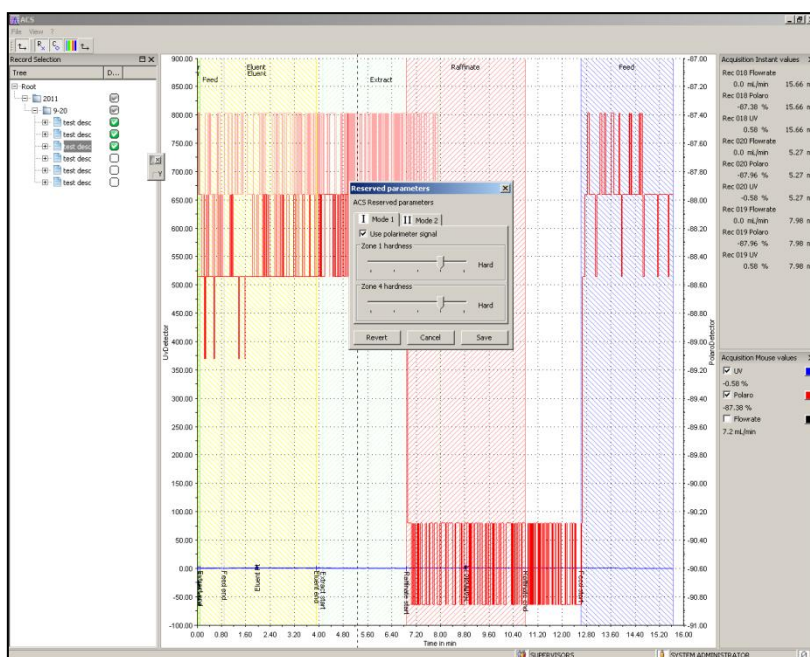 ACS
File View ?
Record Selection
Tree D...
Root
2011
9-20
test desc
test desc
test desc
test desc
test desc
test desc
UvDetector
900.00
850.00
800.00
750.00
700.00
650.00
600.00
550.00
500.00
450.00
400.00
350.00
300.00
250.00
200.00
150.00
100.00
50.00
0.00
-50.00
-100.00
Feed
Eluent
Eluent
Extract
Raffinate
Feed
Reserved parameters
ACS Reserved parameters
I Mode 1
II Mode 2
Use polarimeter signal
Zone 1 hardness
Hard
Zone 4 hardness
Hard
Revert Cancel Save
Feed end
Eluent
Eluent end
Extract start
Raffinate start
Raffinate end
Feed start
0.00 0.80 1.60 2.40 3.20 4.00 4.80 5.60 6.40 7.20 8.00 8.80 9.60 10.40 11.20 12.00 12.80 13.60 14.40 15.20 16.00
Time in min
PolaroDetector
-87.00
-87.20
-87.40
-87.60
-87.80
-88.00
-88.20
-88.40
-88.60
-88.80
-89.00
-89.20
-89.40
-89.60
-89.80
-90.00
-90.20
-90.40
-90.60
-90.80
-91.00
Acquisition Instant values
Rec 018 Flowrate
0.0 mL/min 15.66 m
Rec 018 Polaro
-87.38 % 15.66 m
Rec 018 UV
0.58 % 15.66 m
Rec 020 Flowrate
0.0 mL/min 5.27 m
Rec 020 Polaro
-87.96 % 5.27 m
Rec 020 UV
-0.58 % 5.27 m
Rec 019 Flowrate
0.0 mL/min 7.98 m
Rec 019 Polaro
-87.96 % 7.98 m
Rec 019 UV
0.58 % 7.98 m
Acquisition Mouse values
UV
-0.58 %
Polaro
-87.38 %
Flowrate
7.2 mL/min
SUPERVISORS SYSTEM ADMINISTRATOR